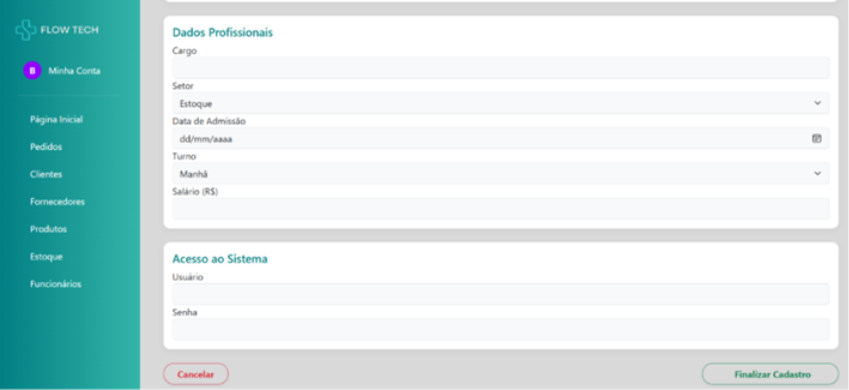 FLOW TECH
B Minha Conta
Página Inicial
Pedidos
Clientes
Fornecedores
Produtos
Estoque
Funcionários
Dados Profissionais
Cargo
Setor
Estoque
Data de Admissão
dd/mm/aaaa
Turno
Manhã
Salário (R$)
Acesso ao Sistema
Usuário
Senha
Cancelar
Finalizar Cadastro